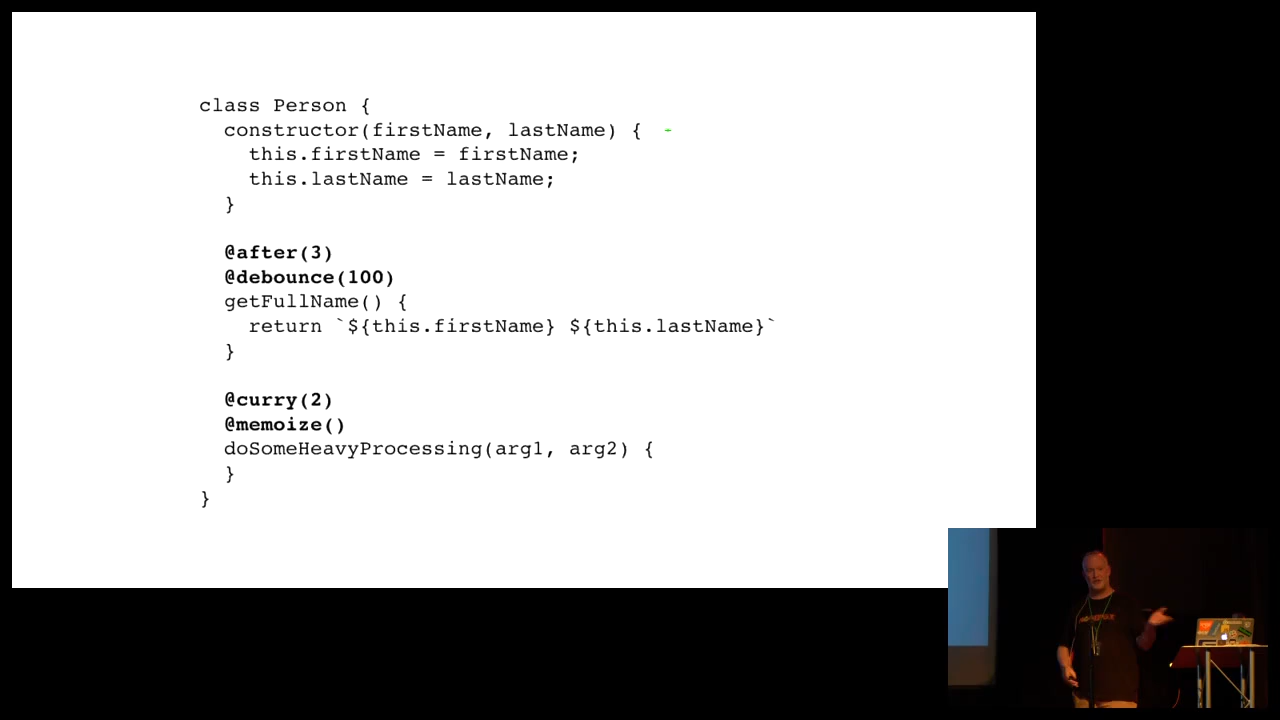 class Person {
  constructor(firstName, lastName) {
    this.firstName = firstName;
    this.lastName = lastName;
  }

  @after(3)
  @debounce(100)
  getFullName() {
    return `${this.firstName} ${this.lastName}`
  }

  @curry(2)
  @memoize()
  doSomeHeavyProcessing(arg1, arg2) {
  }
}